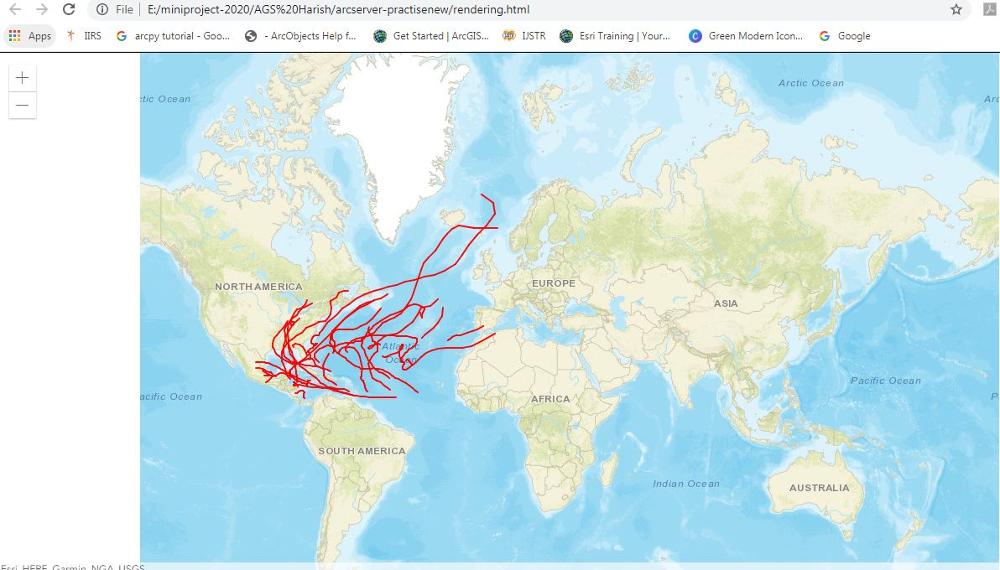 File | E:/miniproject-2020/AGS%20Harish/arcserver-practisenew/rendering.html
Apps IIRS arcpy tutorial - Goo... - ArcObjects Help f... Get Started | ArcGIS... IJSTR Esri Training | Your... Green Modern Icon... Google
+
−
Arctic Ocean
ctic Ocean
Arc
NORTH AMERICA
EUROPE
ASIA
Atlantic
Ocean
Pacific Ocean
acific Ocean
P
AFRICA
SOUTH AMERICA
Indian Ocean
AUSTRALIA
Esri, HERE, Garmin, NGA, USGS